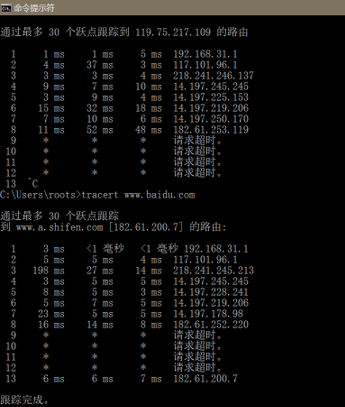 命令提示符
通过最多 30 个跃点跟踪到 119.75.217.109 的路由
1 1 ms 1 ms 5 ms 192.168.31.1
2 4 ms 37 ms 3 ms 117.101.96.1
3 3 ms 3 ms 4 ms 218.241.246.137
4 9 ms 7 ms 10 ms 14.197.245.245
5 3 ms 9 ms 4 ms 14.197.225.153
6 15 ms 32 ms 18 ms 14.197.219.206
7 7 ms 10 ms 6 ms 14.197.250.170
8 11 ms 52 ms 48 ms 182.61.253.119
9 * * * 请求超时。
10 * * * 请求超时。
11 * * * 请求超时。
12 * * * 请求超时。
13 ^C
C:\Users\roots>tracert www.baidu.com
通过最多 30 个跃点跟踪
到 www.a.shifen.com [182.61.200.7] 的路由:
1 3 ms <1 毫秒 <1 毫秒 192.168.31.1
2 5 ms 5 ms 4 ms 117.101.96.1
3 198 ms 27 ms 14 ms 218.241.245.213
4 3 ms 5 ms 5 ms 14.197.245.245
5 8 ms 5 ms 3 ms 14.197.228.241
6 5 ms 7 ms 5 ms 14.197.219.206
7 23 ms 5 ms 5 ms 14.197.178.98
8 16 ms 14 ms 8 ms 182.61.252.220
9 * * * 请求超时。
10 * * * 请求超时。
11 * * * 请求超时。
12 * * * 请求超时。
13 6 ms 6 ms 7 ms 182.61.200.7
跟踪完成。